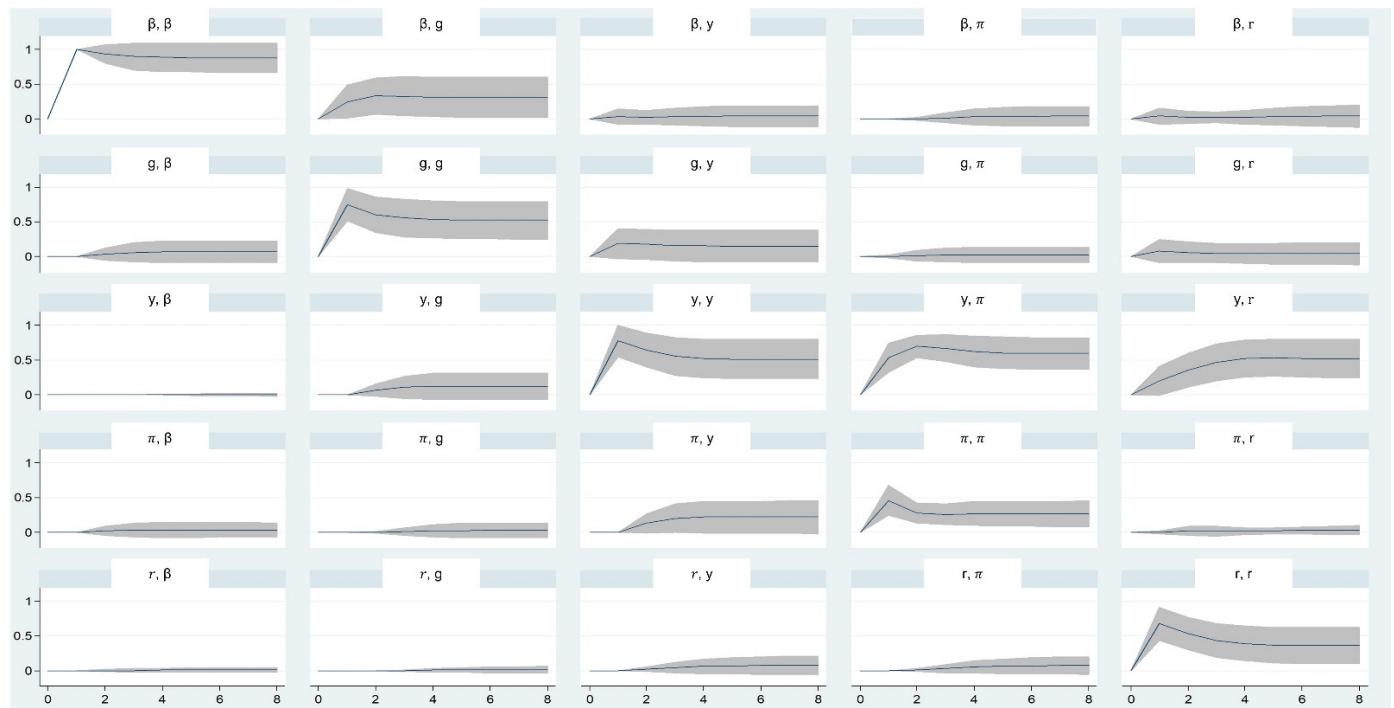 β, β β, g β, y β, π β, r
1
0.5
0
g, β g, g g, y g, π g, r
1
0.5
0
y, β y, g y, y y, π y, r
1
0.5
0
π, β π, g π, y π, π π, r
1
0.5
0
r, β r, g r, y r, π r, r
1
0.5
0
0 2 4 6 8 0 2 4 6 8 0 2 4 6 8 0 2 4 6 8 0 2 4 6 8